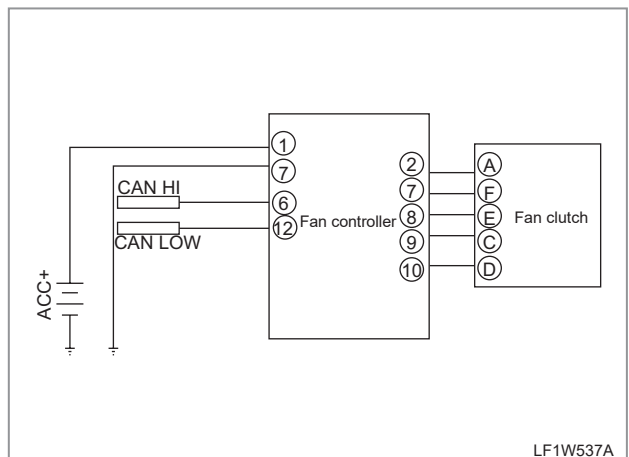 ACC+
CAN HI
CAN LOW
1
7
6
12
Fan controller
2
7
8
9
10
A
F
E
C
D
Fan clutch
LF1W537A